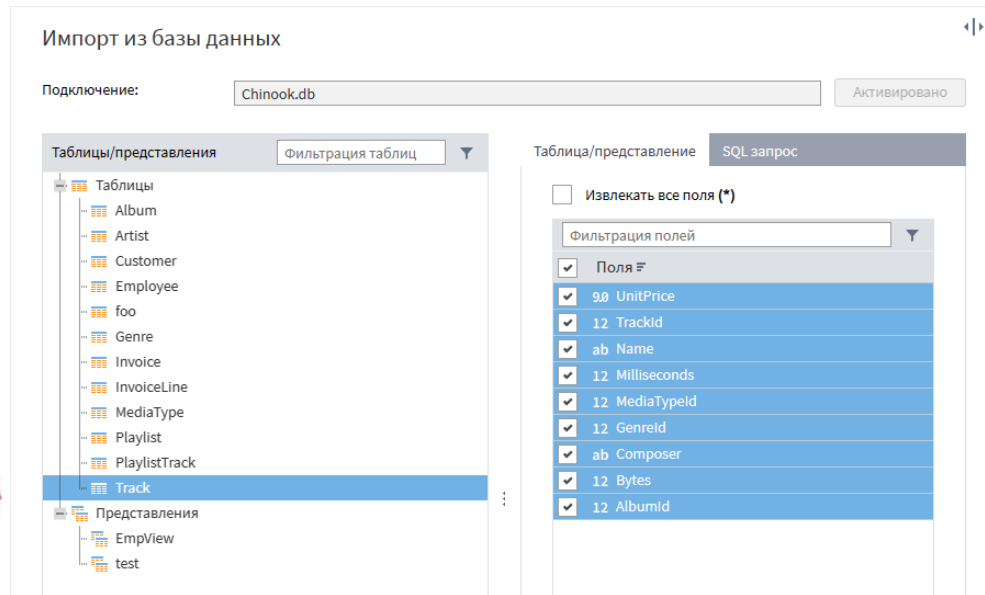 Импорт из базы данных
Подключение:
Chinook.db
Активировано
Таблицы/представления
Фильтрация таблиц
Таблицы
Album
Artist
Customer
Employee
foo
Genre
Invoice
InvoiceLine
MediaType
Playlist
PlaylistTrack
Track
Представления
EmpView
test
Таблица/представление
SQL запрос
Извлекать все поля (*)
Фильтрация полей
Поля
9.0 UnitPrice
12 TrackId
ab Name
12 Milliseconds
12 MediaTypeId
12 GenreId
ab Composer
12 Bytes
12 AlbumId